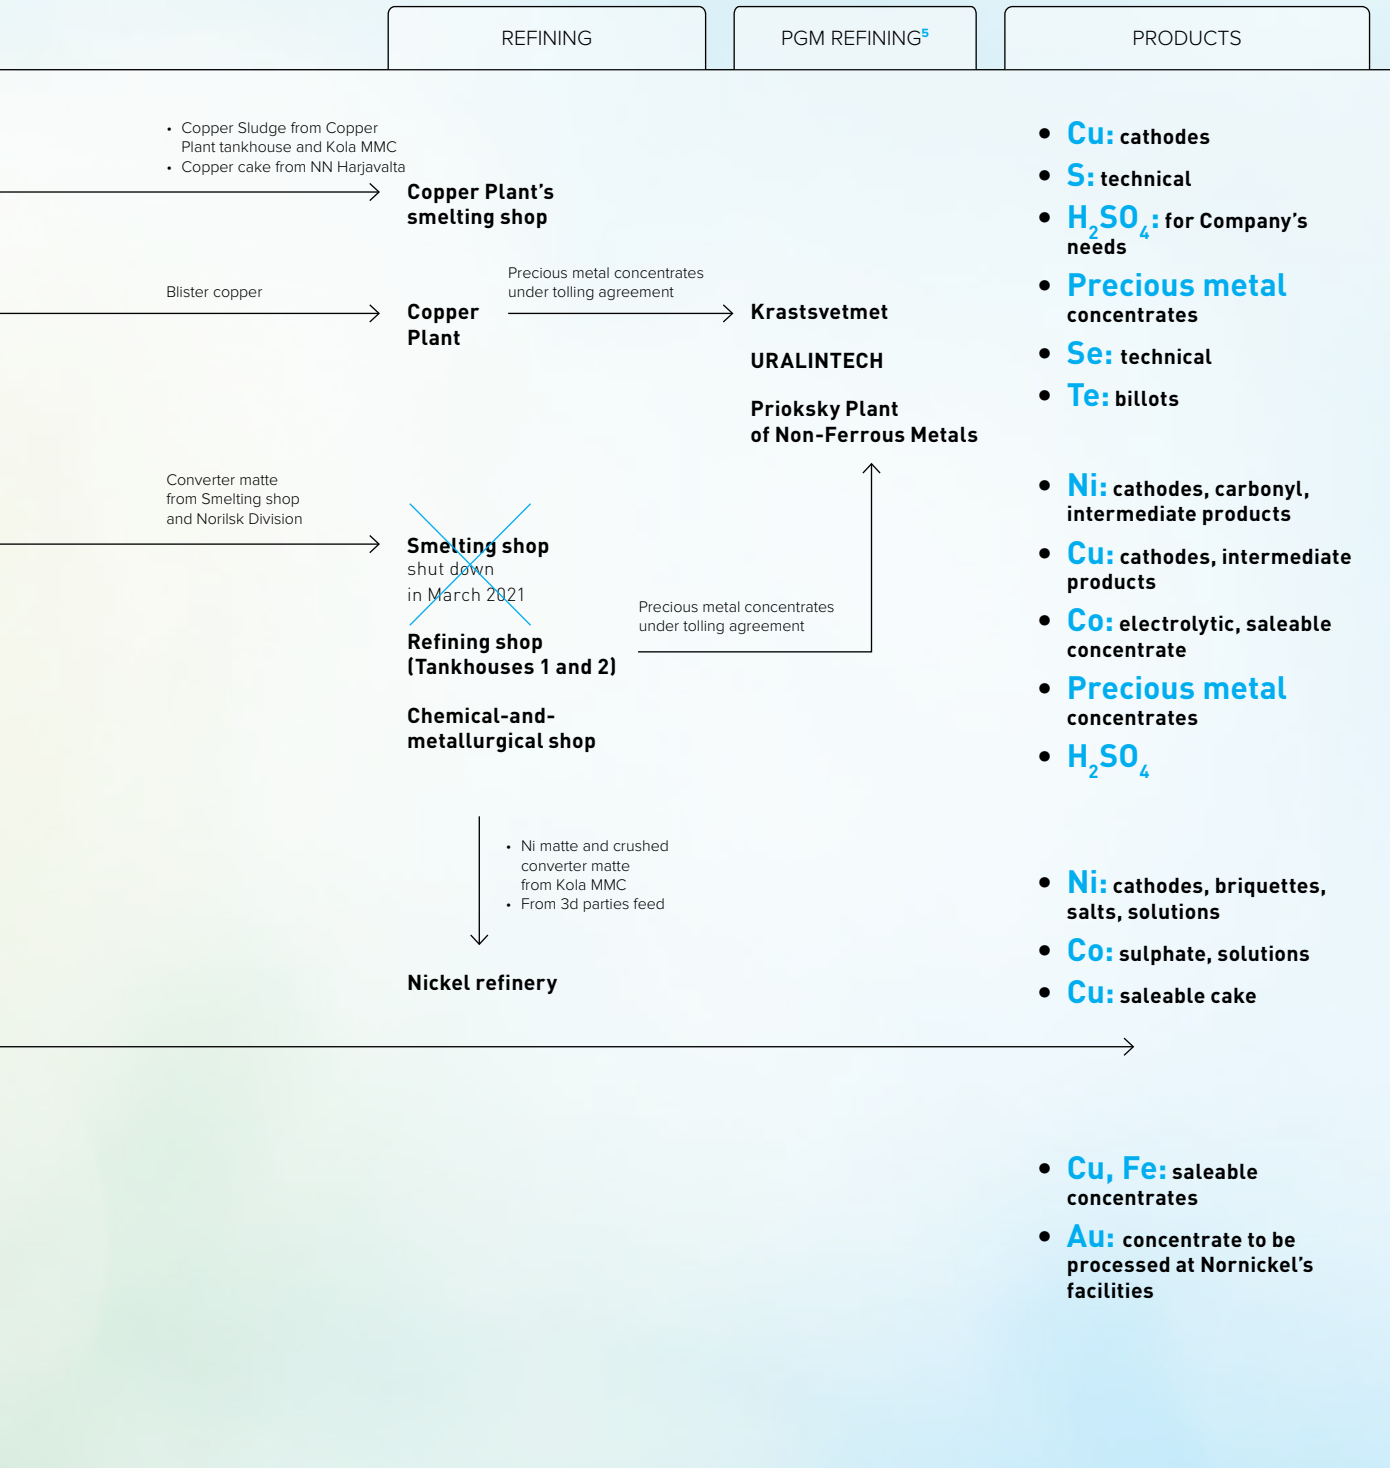 REFINING
PGM REFINING⁵
PRODUCTS
• Copper Sludge from Copper
Plant tankhouse and Kola MMC
• Copper cake from NN Harjavalta
Copper Plant’s
smelting shop
Blister copper
Copper
Plant
Precious metal concentrates
under tolling agreement
Krastsvetmet
URALINTECH
Prioksky Plant
of Non-Ferrous Metals
Converter matte
from Smelting shop
and Norilsk Division
Smelting shop
shut down
in March 2021
Refining shop
(Tankhouses 1 and 2)
Chemical-and-
metallurgical shop
Precious metal concentrates
under tolling agreement
• Ni matte and crushed
converter matte
from Kola MMC
• From 3d parties feed
Nickel refinery
• Cu: cathodes
• S: technical
• H₂SO₄: for Company’s
needs
• Precious metal
concentrates
• Se: technical
• Te: billots
• Ni: cathodes, carbonyl,
intermediate products
• Cu: cathodes, intermediate
products
• Co: electrolytic, saleable
concentrate
• Precious metal
concentrates
• H₂SO₄
• Ni: cathodes, briquettes,
salts, solutions
• Co: sulphate, solutions
• Cu: saleable cake
• Cu, Fe: saleable
concentrates
• Au: concentrate to be
processed at Nornickel’s
facilities